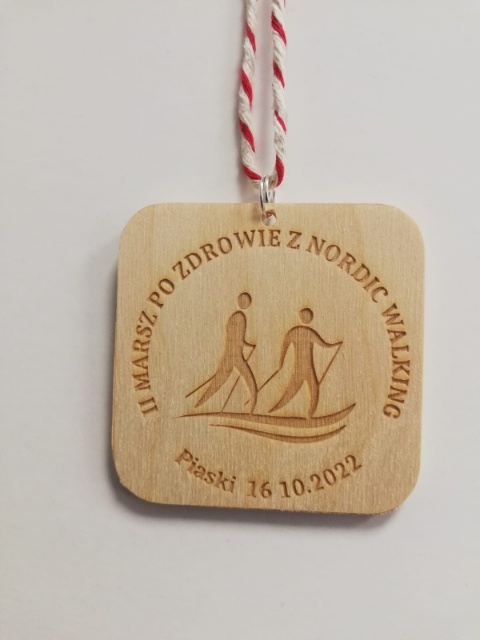 II MARSZ PO ZDROWIE Z NORDIC WALKING
Piaski 16 10.2022